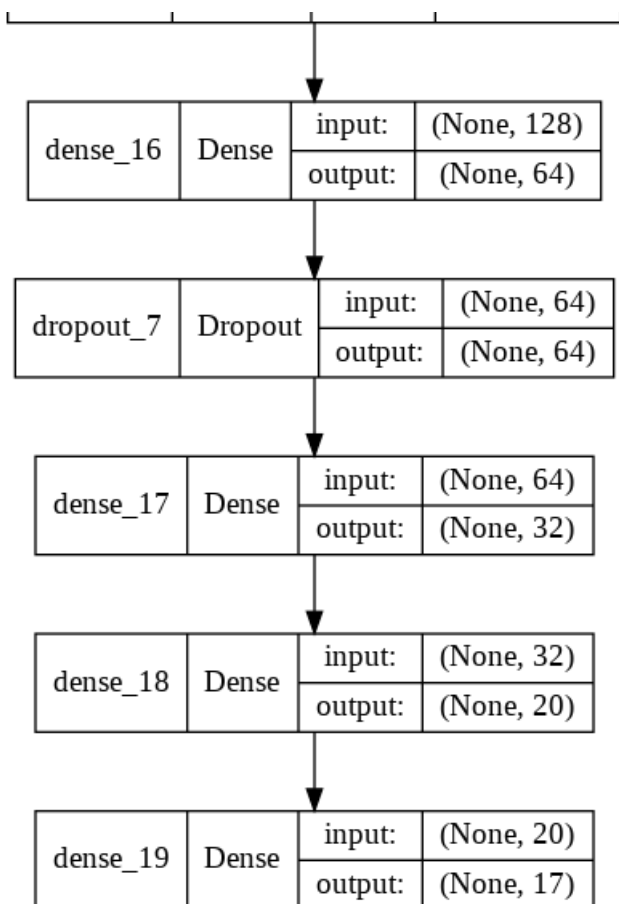 dense_16 Dense input: (None, 128)
output: (None, 64)
dropout_7 Dropout input: (None, 64)
output: (None, 64)
dense_17 Dense input: (None, 64)
output: (None, 32)
dense_18 Dense input: (None, 32)
output: (None, 20)
dense_19 Dense input: (None, 20)
output: (None, 17)